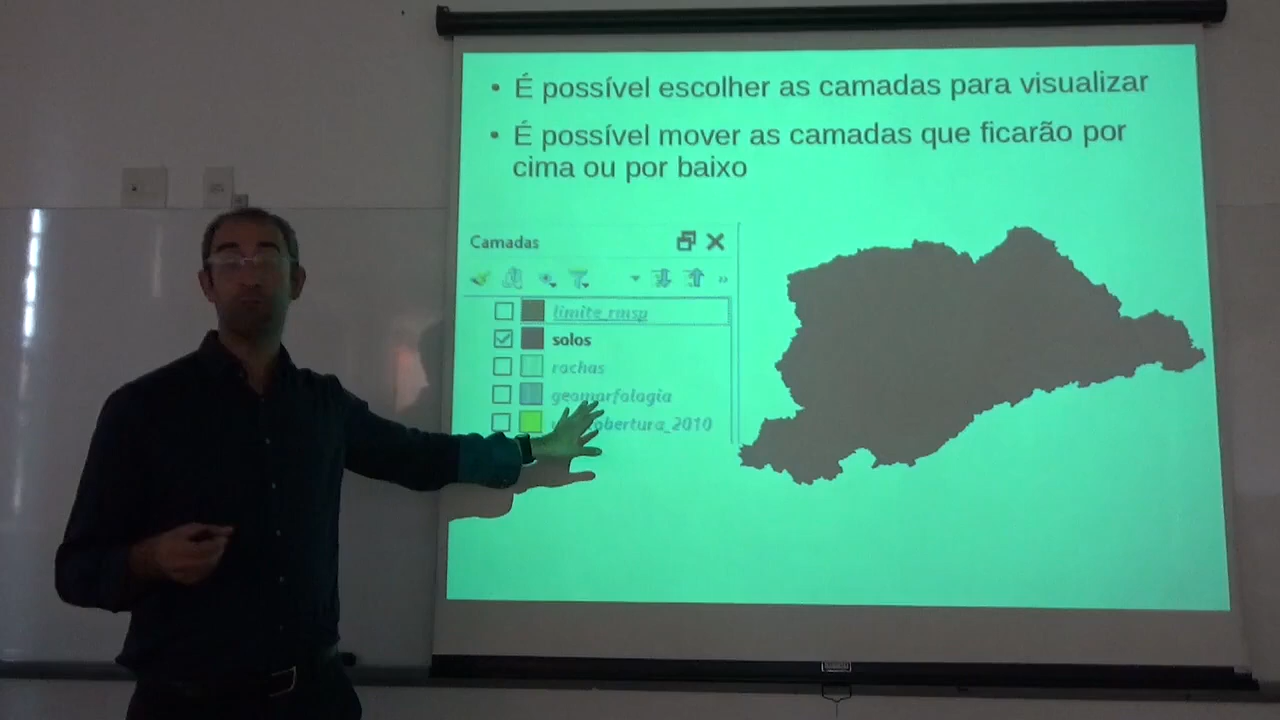 • É possível escolher as camadas para visualizar
• É possível mover as camadas que ficarão por
cima ou por baixo
Camadas
limite_rmsp
solos
rochas
geomorfologia
obertura_2010